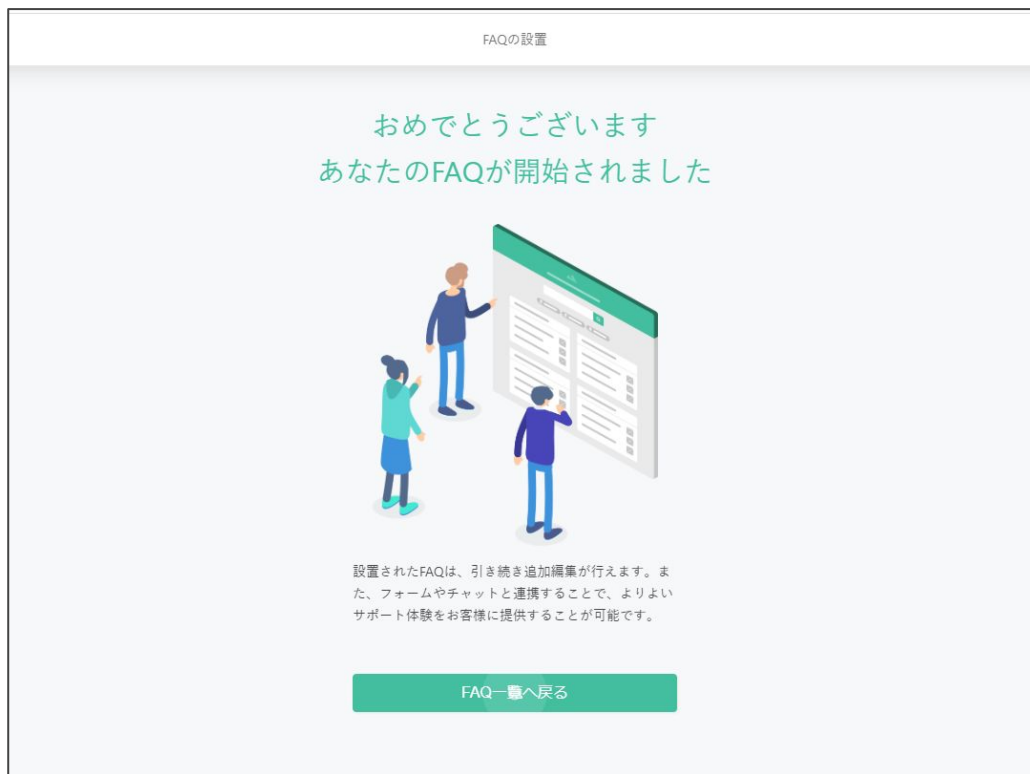 FAQの設置
おめでとうございます
あなたのFAQが開始されました
設置されたFAQは、引き続き追加編集が行えます。ま
た、フォームやチャットと連携することで、よりよい
サポート体験をお客様に提供することが可能です。
FAQ一覧へ戻る